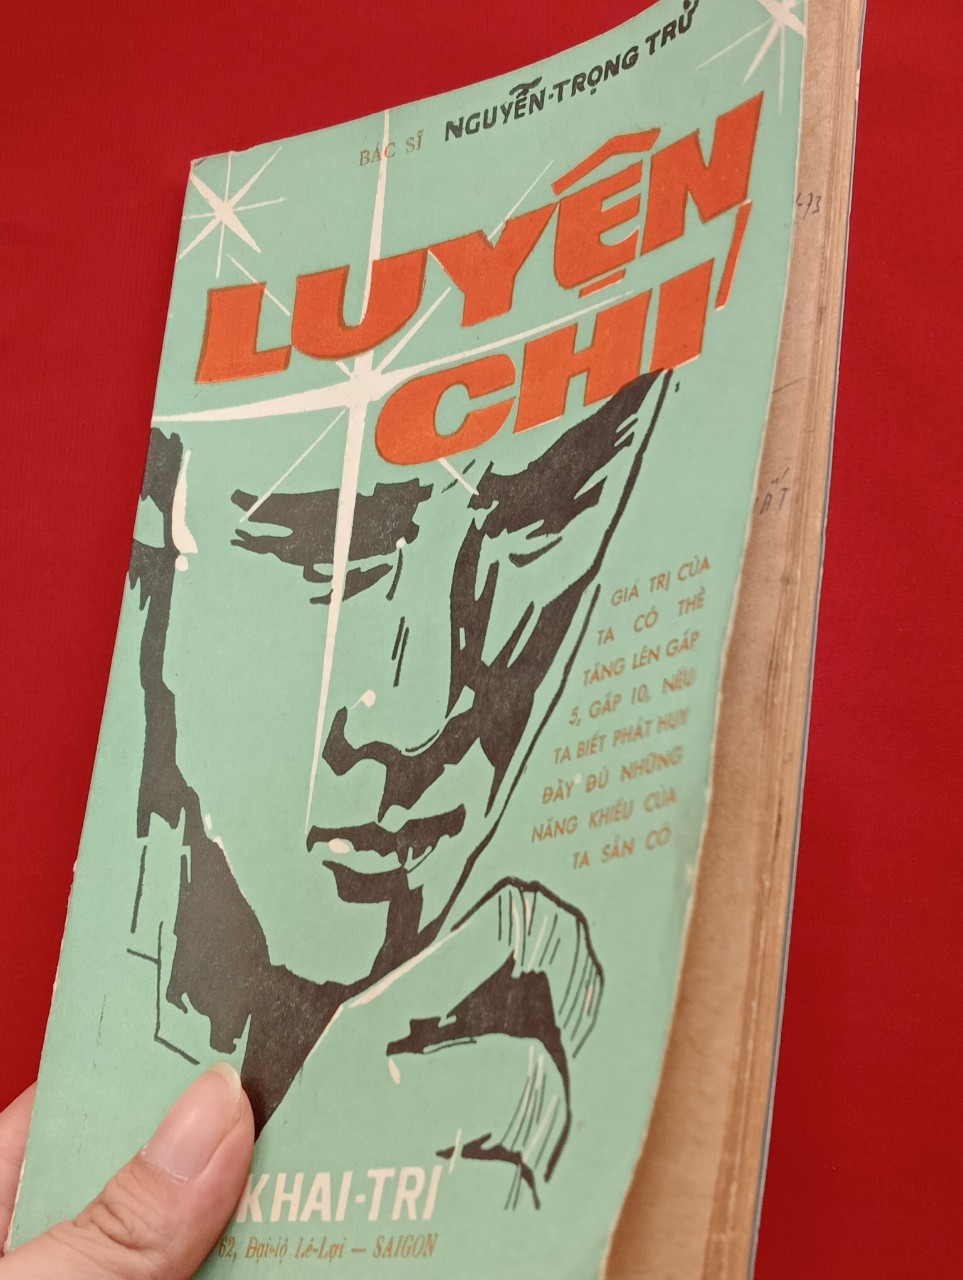 BÁC SĨ NGUYỄN-TRỌNG TRỬ
LUYỆN
CHÍ
GIÁ TRỊ CỦA
TA CÓ THỂ
TĂNG LÊN GẤP
5, GẤP 10, NẾU
TA BIẾT PHÁT HUY
ĐẦY ĐỦ NHỮNG
NĂNG KHIẾU CỦA
TA SẴN CÓ
KHAI-TRÍ
62, Đại-lộ Lê-Lợi — SAIGON